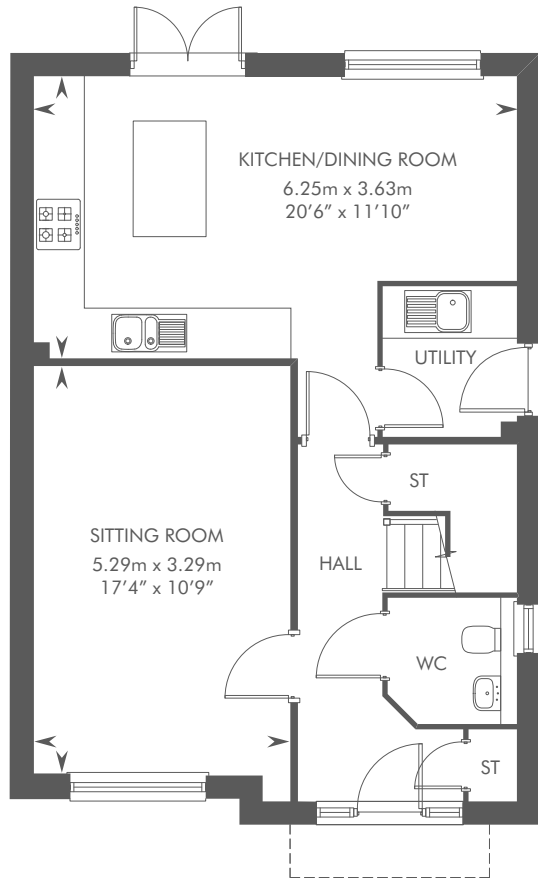 KITCHEN/DINING ROOM
6.25m x 3.63m
20’6” x 11’10”
UTILITY
ST
SITTING ROOM
5.29m x 3.29m
17’4” x 10’9”
HALL
WC
ST